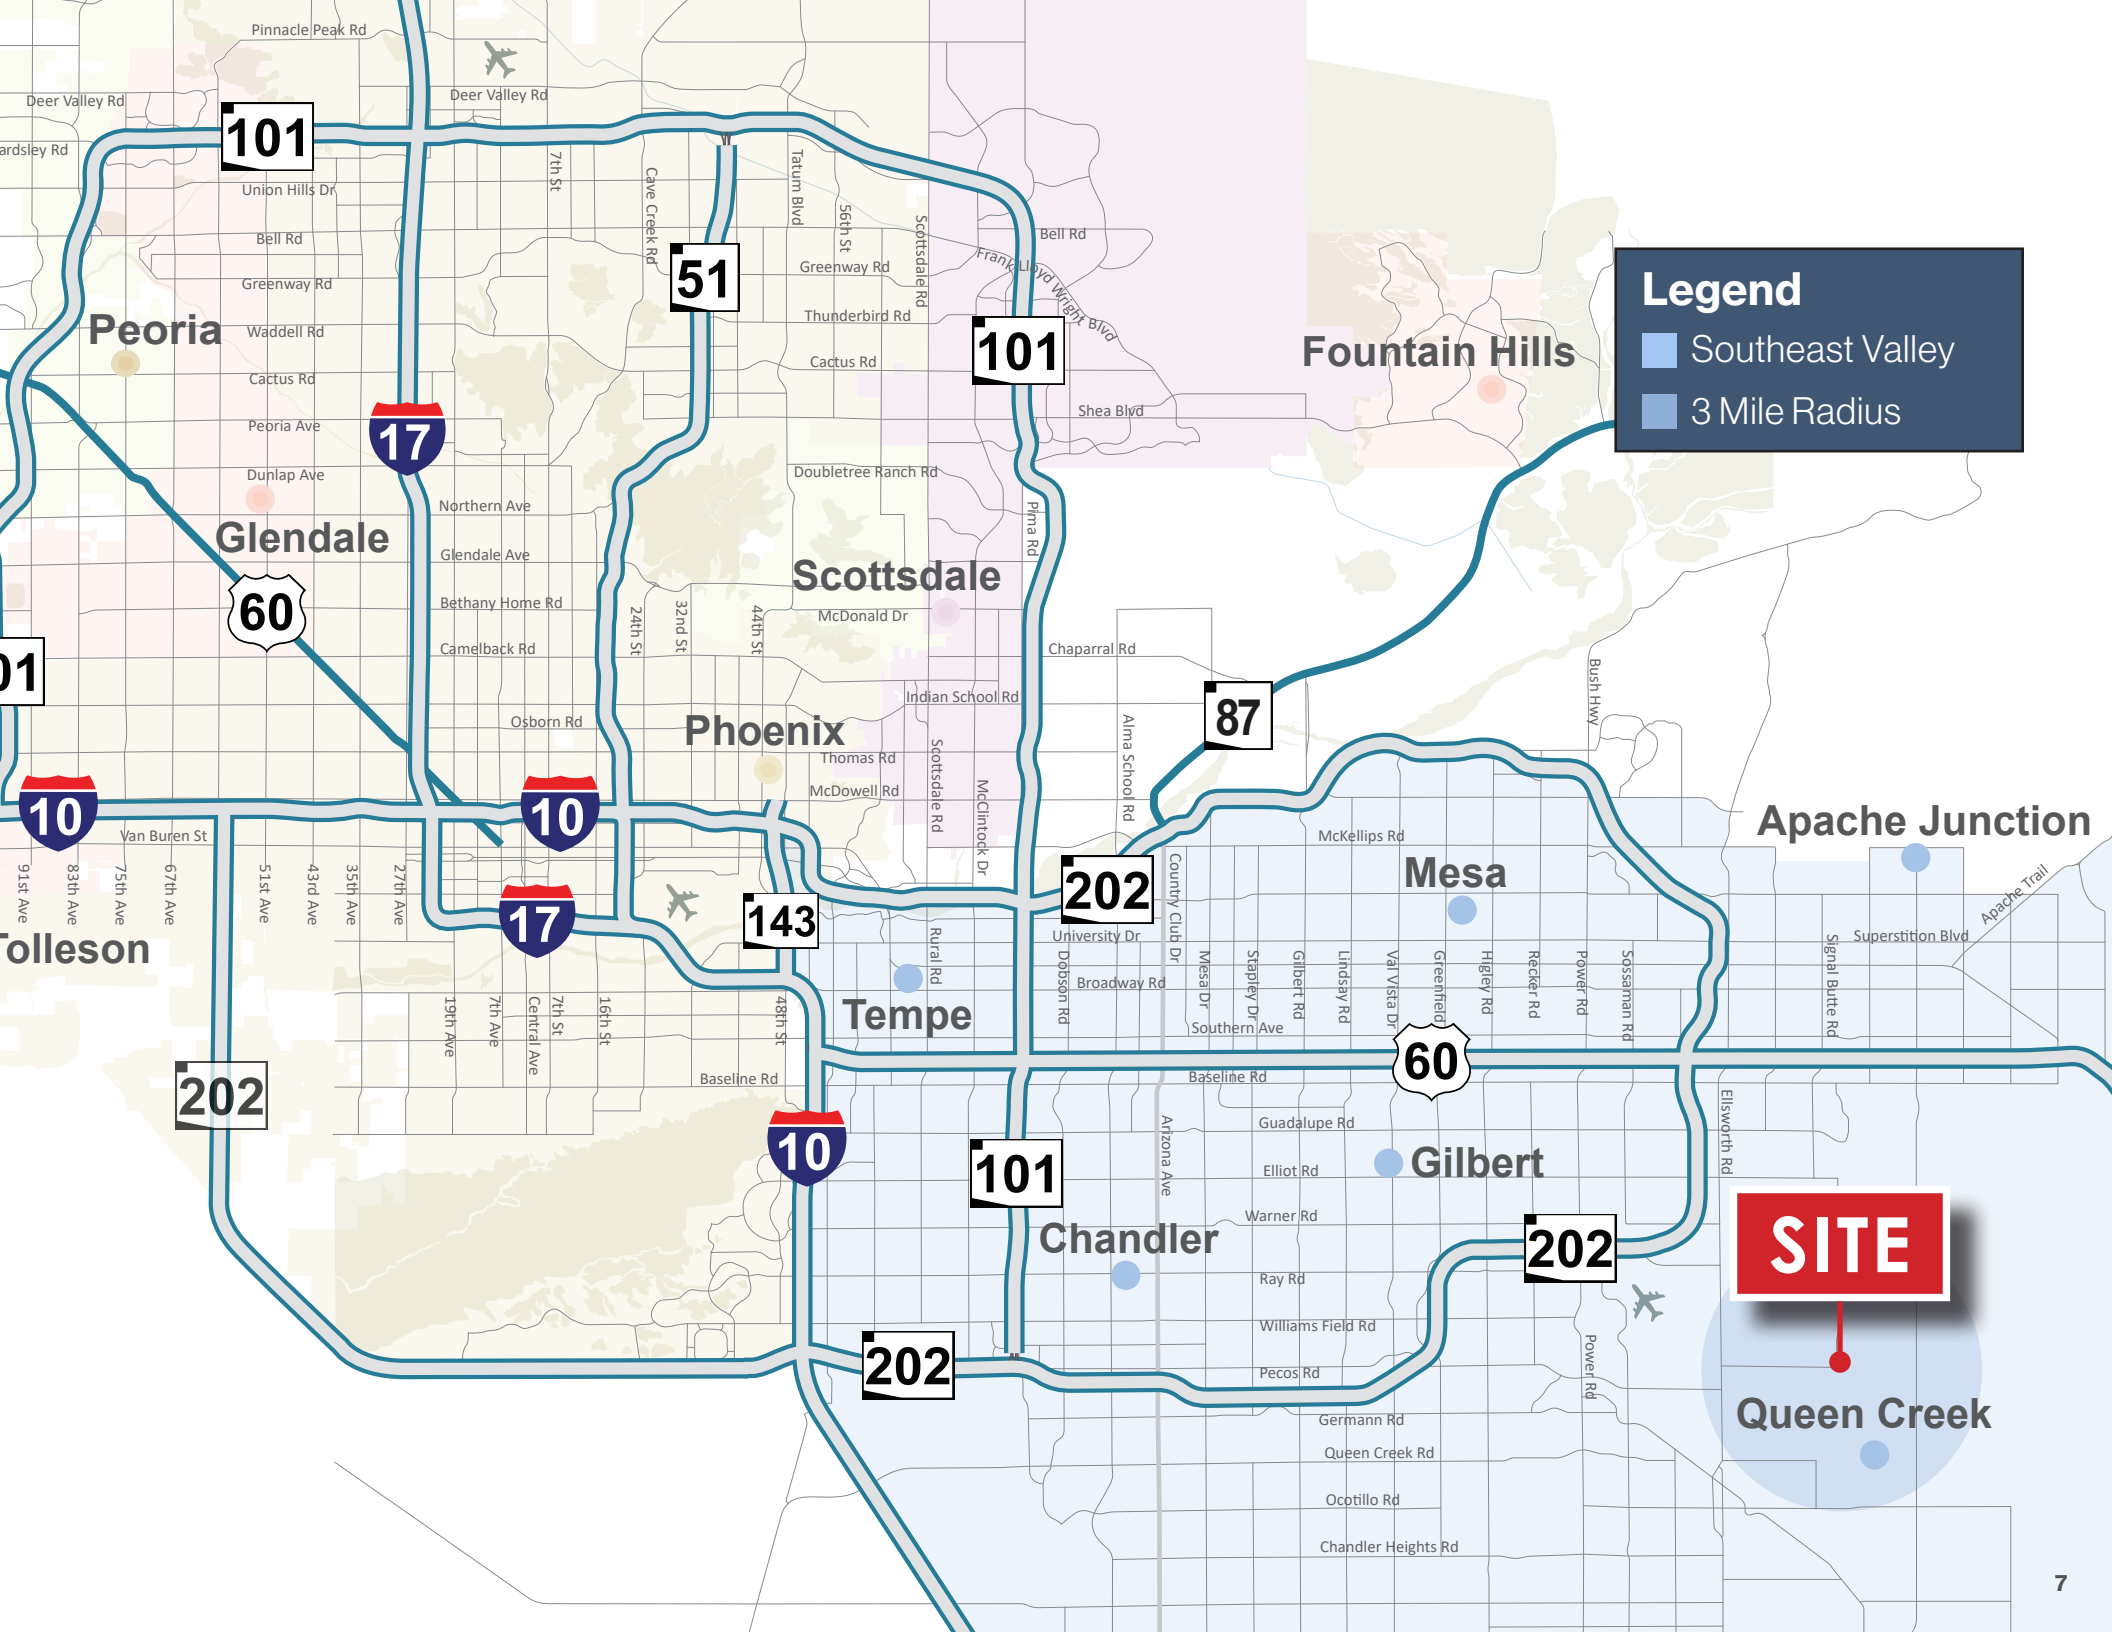 Pinnacle Peak Rd
Deer Valley Rd
Deer Valley Rd
101
ardsley Rd
7th St
Tatum Blvd
Cave Creek Rd
Union Hills Dr
56th St
Scottsdale Rd
Bell Rd
Bell Rd
Frank Lloyd Wright Blvd
Greenway Rd
51
Greenway Rd
Legend
Southeast Valley
3 Mile Radius
Peoria
Waddell Rd
Thunderbird Rd
101
Fountain Hills
Cactus Rd
Cactus Rd
Shea Blvd
Peoria Ave
17
Dunlap Ave
Doubletree Ranch Rd
Northern Ave
Pima Rd
Glendale
Glendale Ave
Scottsdale
60
Bethany Home Rd
24th St
32nd St
44th St
McDonald Dr
Camelback Rd
Chaparral Rd
01
Bush Hwy
Indian School Rd
87
Osborn Rd
Phoenix
Alma School Rd
Thomas Rd
Scottsdale Rd
McDowell Rd
McClintock Dr
10
10
Apache Junction
Van Buren St
McKellips Rd
91st Ave
83th Ave
75th Ave
67th Ave
51st Ave
43rd Ave
35th Ave
27th Ave
202
Country Club Dr
Mesa
Apache Trail
17
143
Tolleson
Rural Rd
University Dr
Superstition Blvd
Signal Butte Rd
Dobson Rd
Broadway Rd
Mesa Dr
Stapley Dr
Gilbert Rd
Lindsay Rd
Val Vista Dr
Greenfield
Higley Rd
Recker Rd
Power Rd
Sossaman Rd
19th Ave
7th Ave
Central Ave
7th St
16th St
48th St
Tempe
Southern Ave
60
202
Baseline Rd
Baseline Rd
Ellsworth Rd
10
Arizona Ave
Guadalupe Rd
101
Elliot Rd
Gilbert
Chandler
Warner Rd
202
SITE
Ray Rd
Williams Field Rd
Power Rd
202
Pecos Rd
Germann Rd
Queen Creek
Queen Creek Rd
Ocotillo Rd
Chandler Heights Rd
7